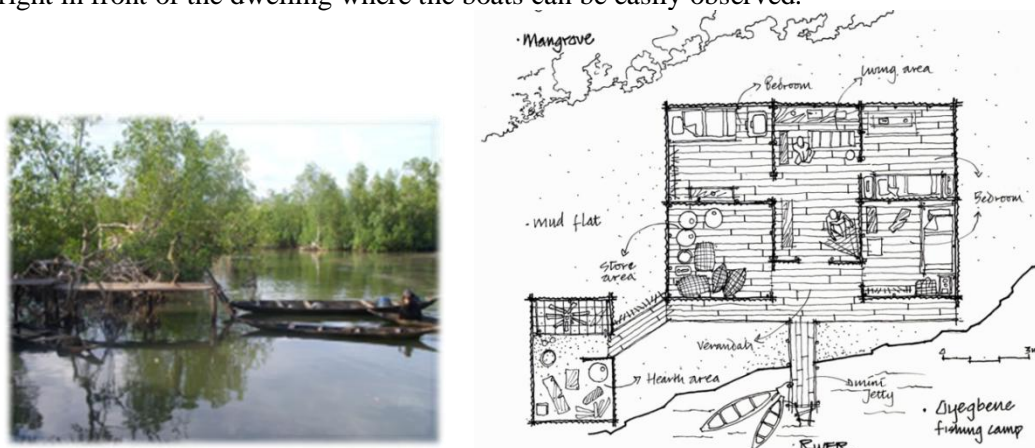 right in front of the dwelling where the boats can be easily observed.
• Mangrove
Bedroom
living area
Bedroom
• mud flat
Store
area
Verandah
Hearth area
mini
Jetty
fishing camp
• RIVER